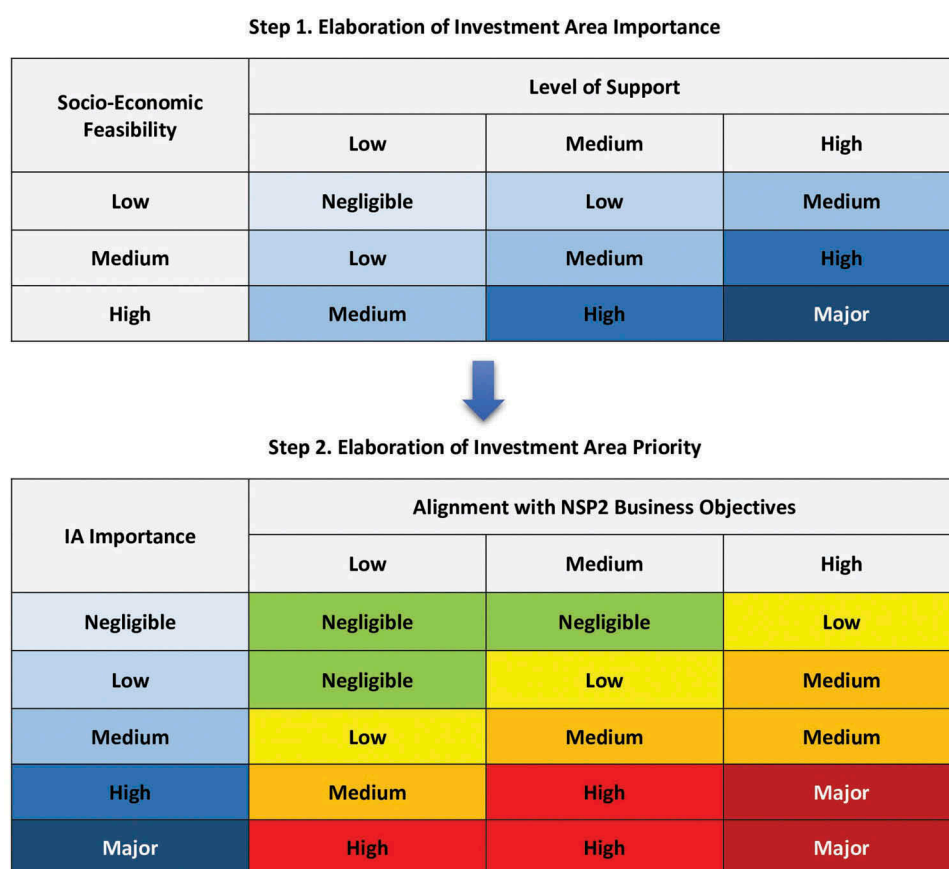 Step 1. Elaboration of Investment Area Importance
Socio-Economic
Feasibility
Level of Support
Low Medium High
Low Negligible Low Medium
Medium Low Medium High
High Medium High Major
Step 2. Elaboration of Investment Area Priority
IA Importance
Alignment with NSP2 Business Objectives
Low Medium High
Negligible Negligible Negligible Low
Low Negligible Low Medium
Medium Low Medium Medium
High Medium High Major
Major High High Major